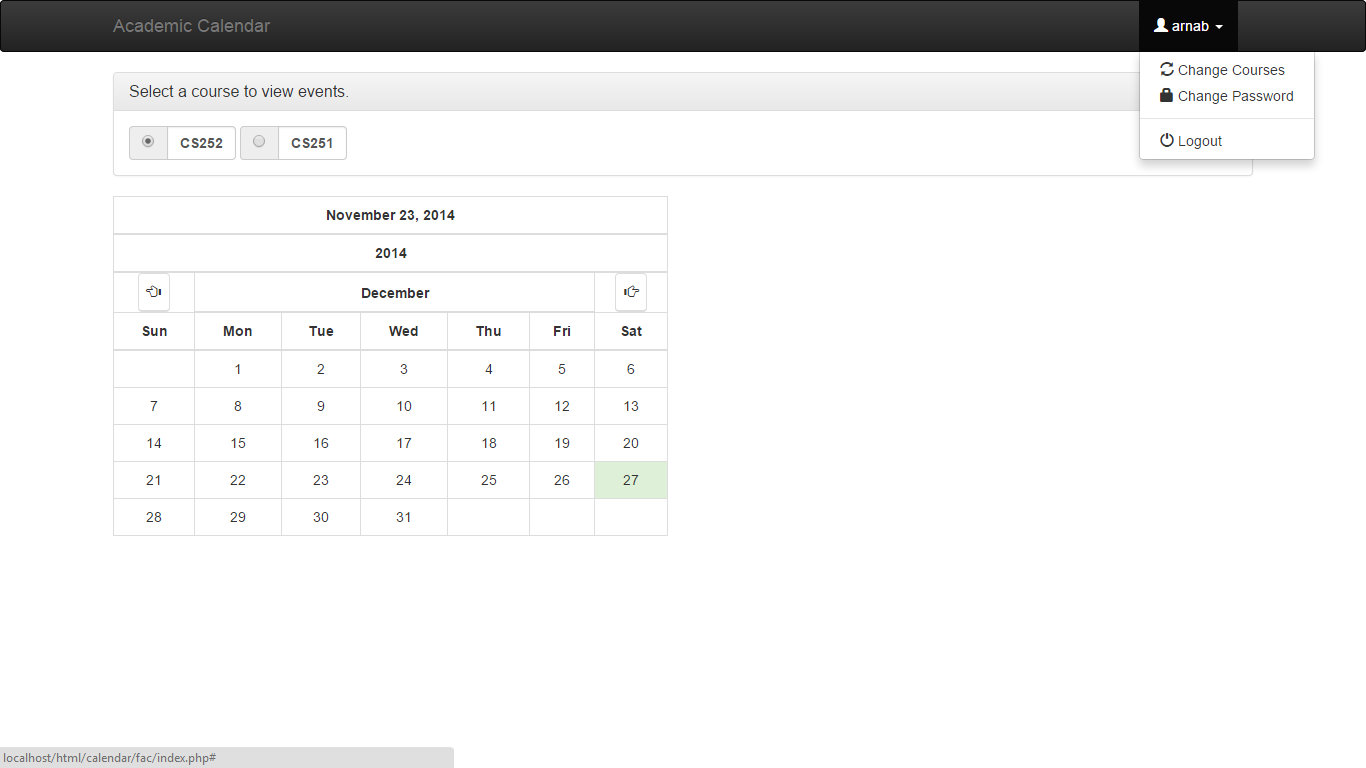 Academic Calendar
arnab
Change Courses
Change Password
Logout
Select a course to view events.
CS252 CS251
November 23, 2014
2014
December
Sun Mon Tue Wed Thu Fri Sat
1 2 3 4 5 6
7 8 9 10 11 12 13
14 15 16 17 18 19 20
21 22 23 24 25 26 27
28 29 30 31
localhost/html/calendar/fac/index.php#